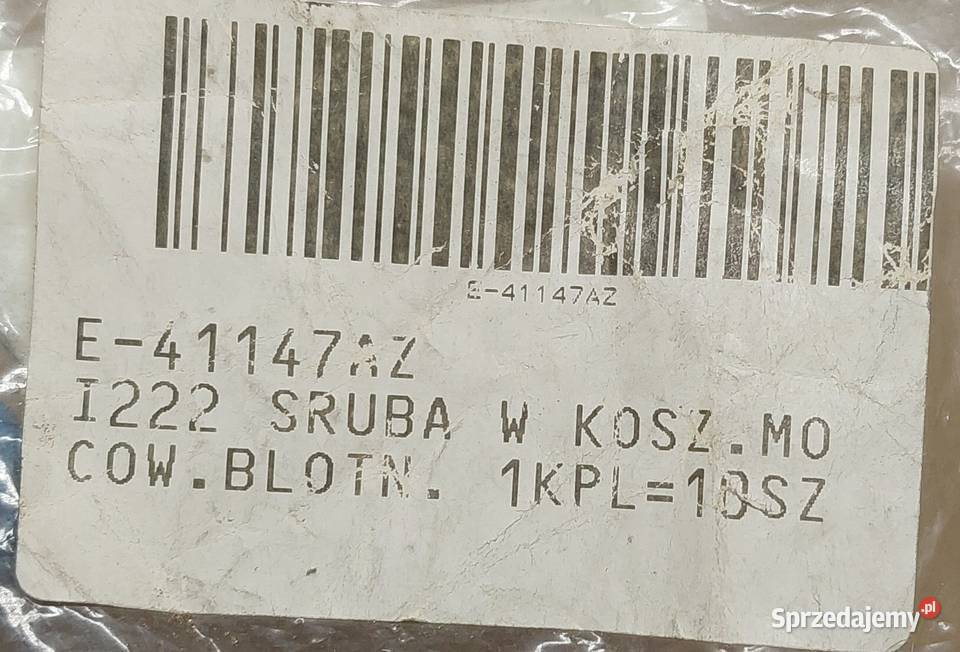 E-41147AZ
E-41147AZ
I222 SRUBA W KOSZ.MO
COW.BLOTN. 1KPL=10SZ
Sprzedajemy.pl